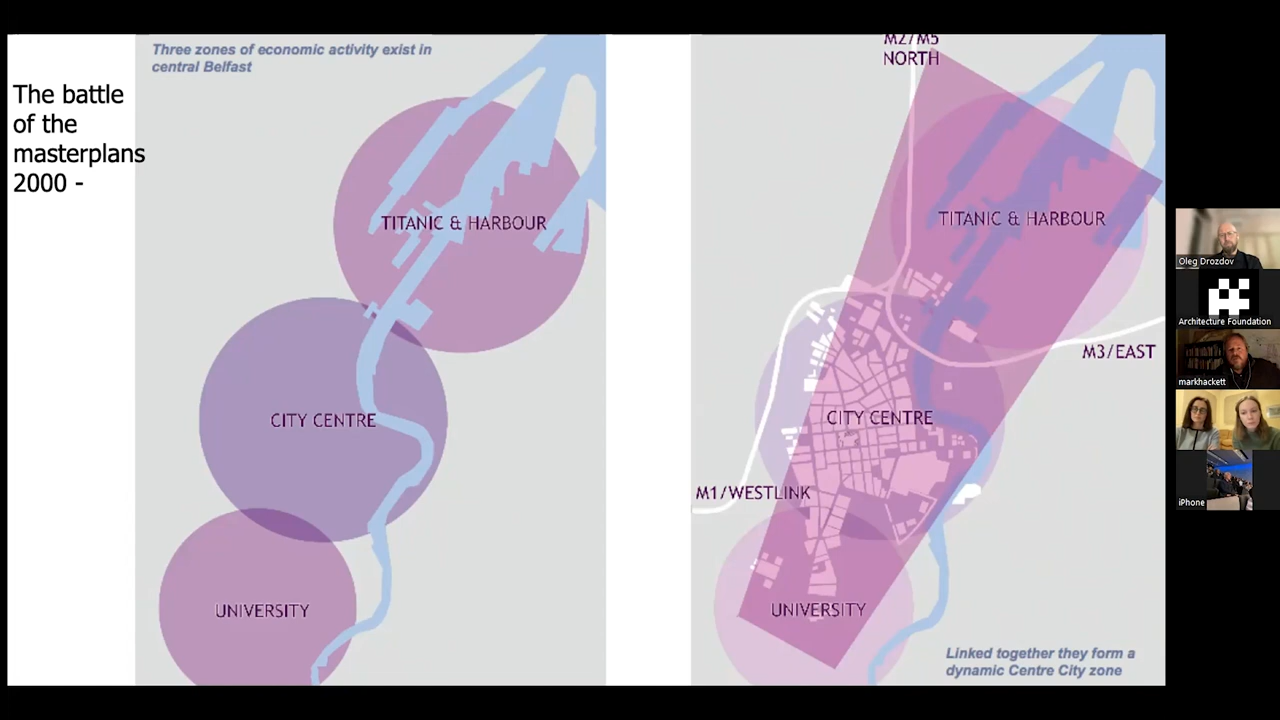 The battle
of the
masterplans
2000 -
Three zones of economic activity exist in
central Belfast
TITANIC & HARBOUR
CITY CENTRE
UNIVERSITY
M2/M5
NORTH
TITANIC & HARBOUR
M3/EAST
CITY CENTRE
M1/WESTLINK
UNIVERSITY
Linked together they form a
dynamic Centre City zone
Oleg Drozdov
Architecture Foundation
markhackett
iPhone